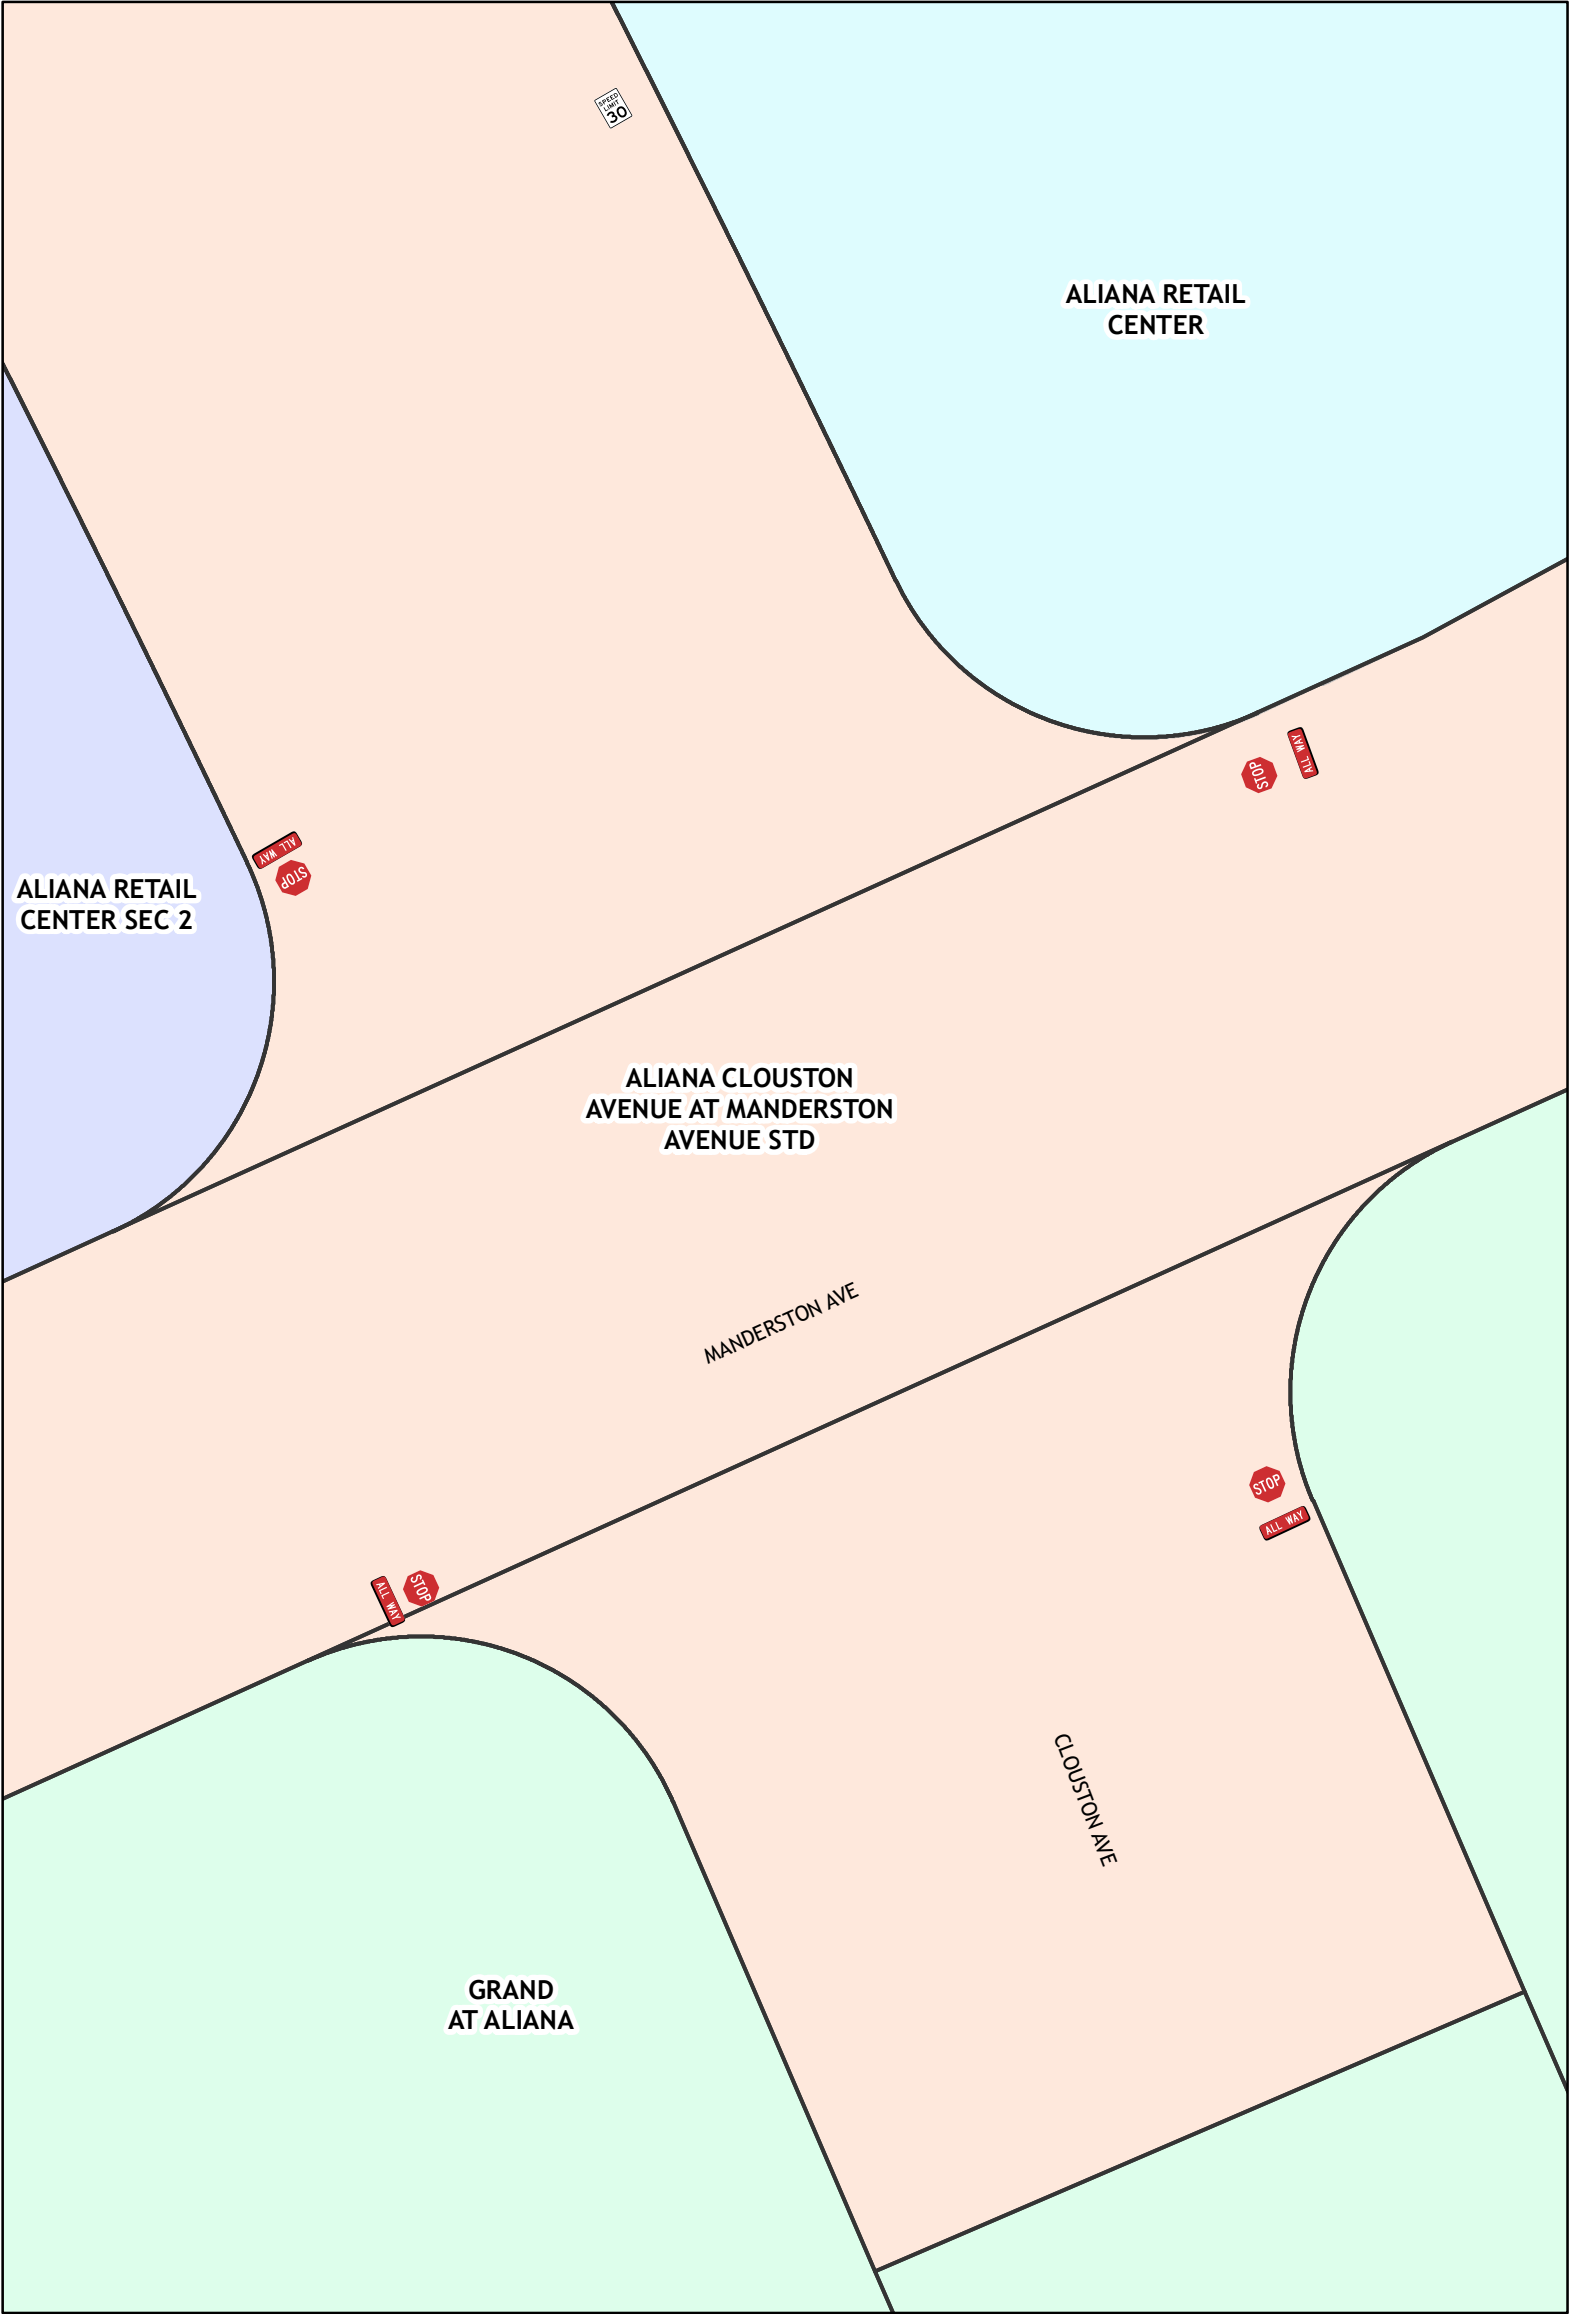 SPEED
LIMIT
30
ALIANA RETAIL
CENTER
ALL WAY
STOP
ALL WAY
STOP
ALIANA RETAIL
CENTER SEC 2
ALIANA CLOUSTON
AVENUE AT MANDERSTON
AVENUE STD
MANDERSTON AVE
STOP
ALL WAY
ALL WAY
STOP
CLOUSTON AVE
GRAND
AT ALIANA